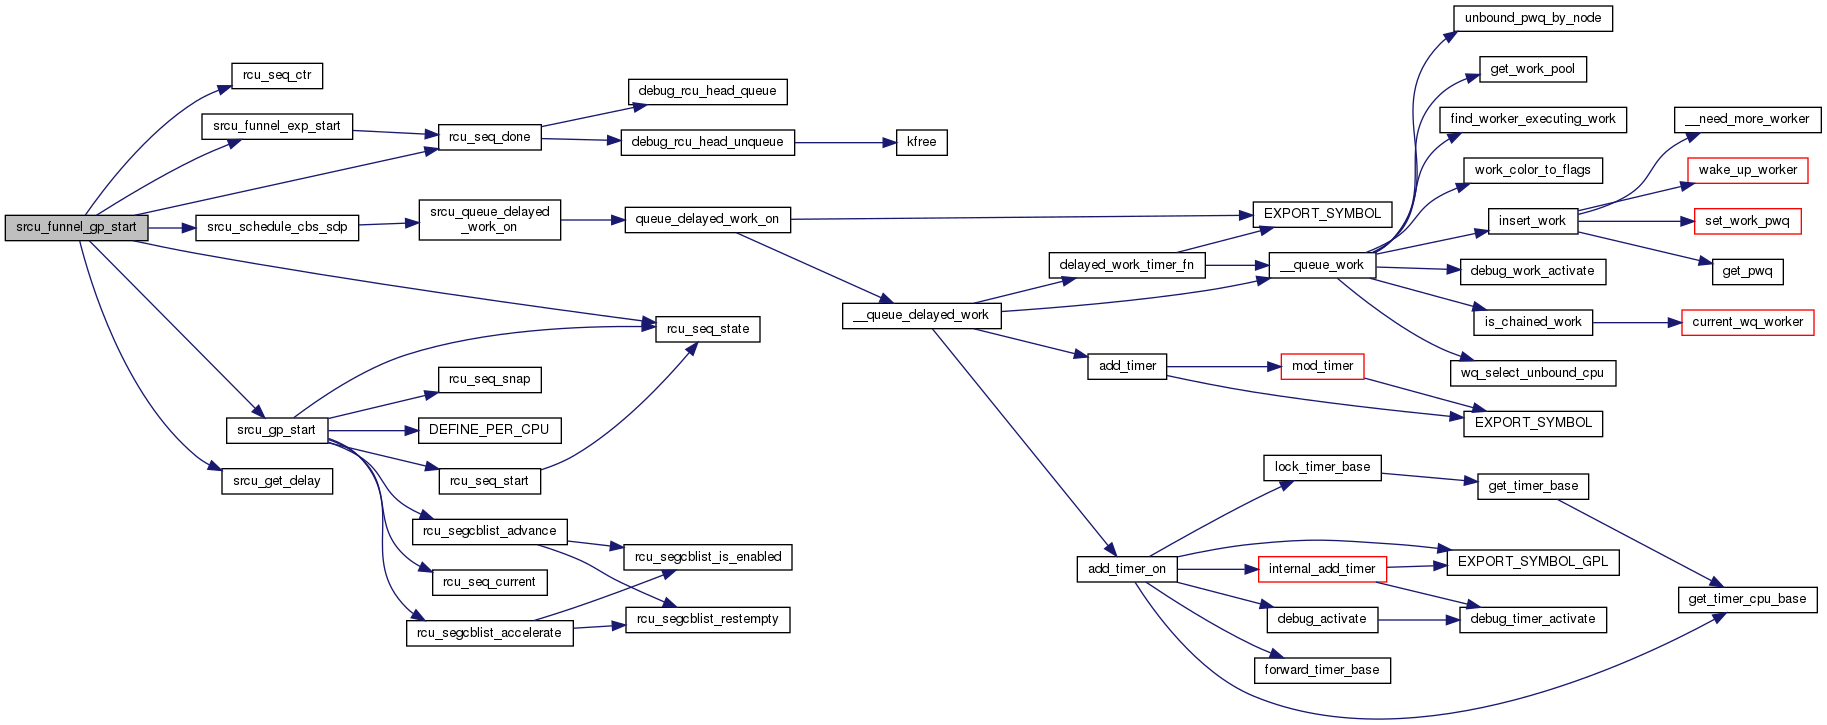 srcu_funnel_gp_start
rcu_seq_ctr
srcu_funnel_exp_start
srcu_schedule_cbs_sdp
srcu_gp_start
srcu_get_delay
rcu_seq_done
srcu_queue_delayed
_work_on
rcu_seq_snap
DEFINE_PER_CPU
rcu_seq_start
rcu_segcblist_advance
rcu_seq_current
rcu_segcblist_accelerate
debug_rcu_head_queue
debug_rcu_head_unqueue
queue_delayed_work_on
rcu_seq_state
rcu_segcblist_is_enabled
rcu_segcblist_restempty
kfree
__queue_delayed_work
delayed_work_timer_fn
add_timer
add_timer_on
EXPORT_SYMBOL
__queue_work
mod_timer
lock_timer_base
internal_add_timer
debug_activate
forward_timer_base
unbound_pwq_by_node
get_work_pool
find_worker_executing_work
work_color_to_flags
insert_work
debug_work_activate
is_chained_work
wq_select_unbound_cpu
EXPORT_SYMBOL
get_timer_base
EXPORT_SYMBOL_GPL
debug_timer_activate
__need_more_worker
wake_up_worker
set_work_pwq
get_pwq
current_wq_worker
get_timer_cpu_base